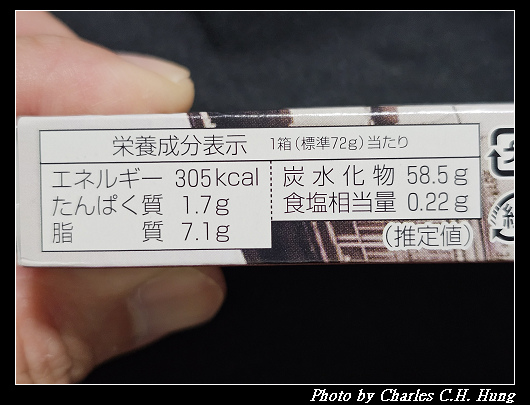 栄養成分表示 1箱(標準72g)当たり
エネルギー 305kcal
たんぱく質 1.7g
脂質 7.1g
炭水化物 58.5g
食塩相当量 0.22g
(推定値)
Photo by Charles C.H. Hung